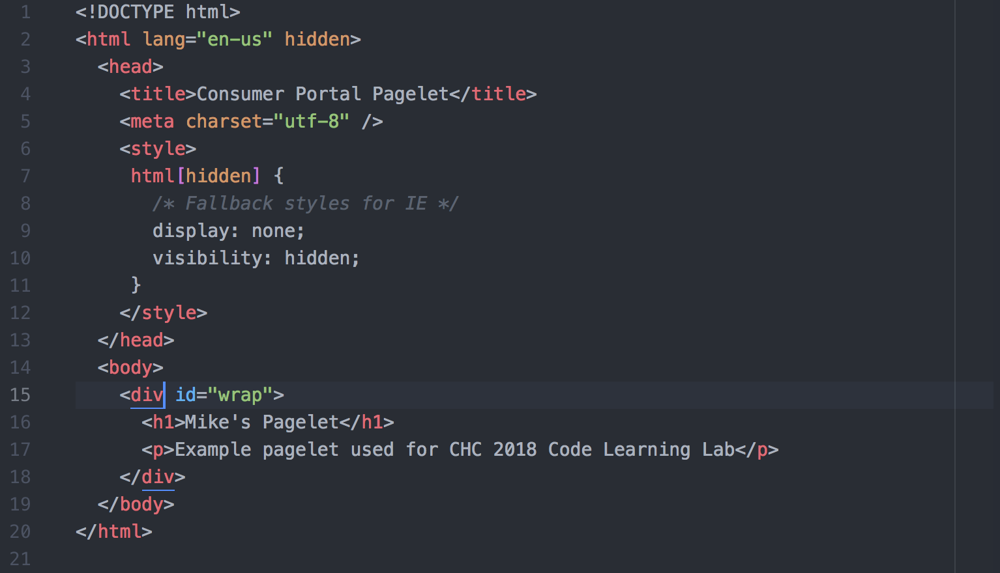 1 <!DOCTYPE html>
2 <html lang="en-us" hidden>
3   <head>
4     <title>Consumer Portal Pagelet</title>
5     <meta charset="utf-8" />
6     <style>
7      html[hidden] {
8        /* Fallback styles for IE */
9        display: none;
10        visibility: hidden;
11      }
12     </style>
13   </head>
14   <body>
15     <div id="wrap">
16       <h1>Mike's Pagelet</h1>
17       <p>Example pagelet used for CHC 2018 Code Learning Lab</p>
18     </div>
19   </body>
20 </html>
21